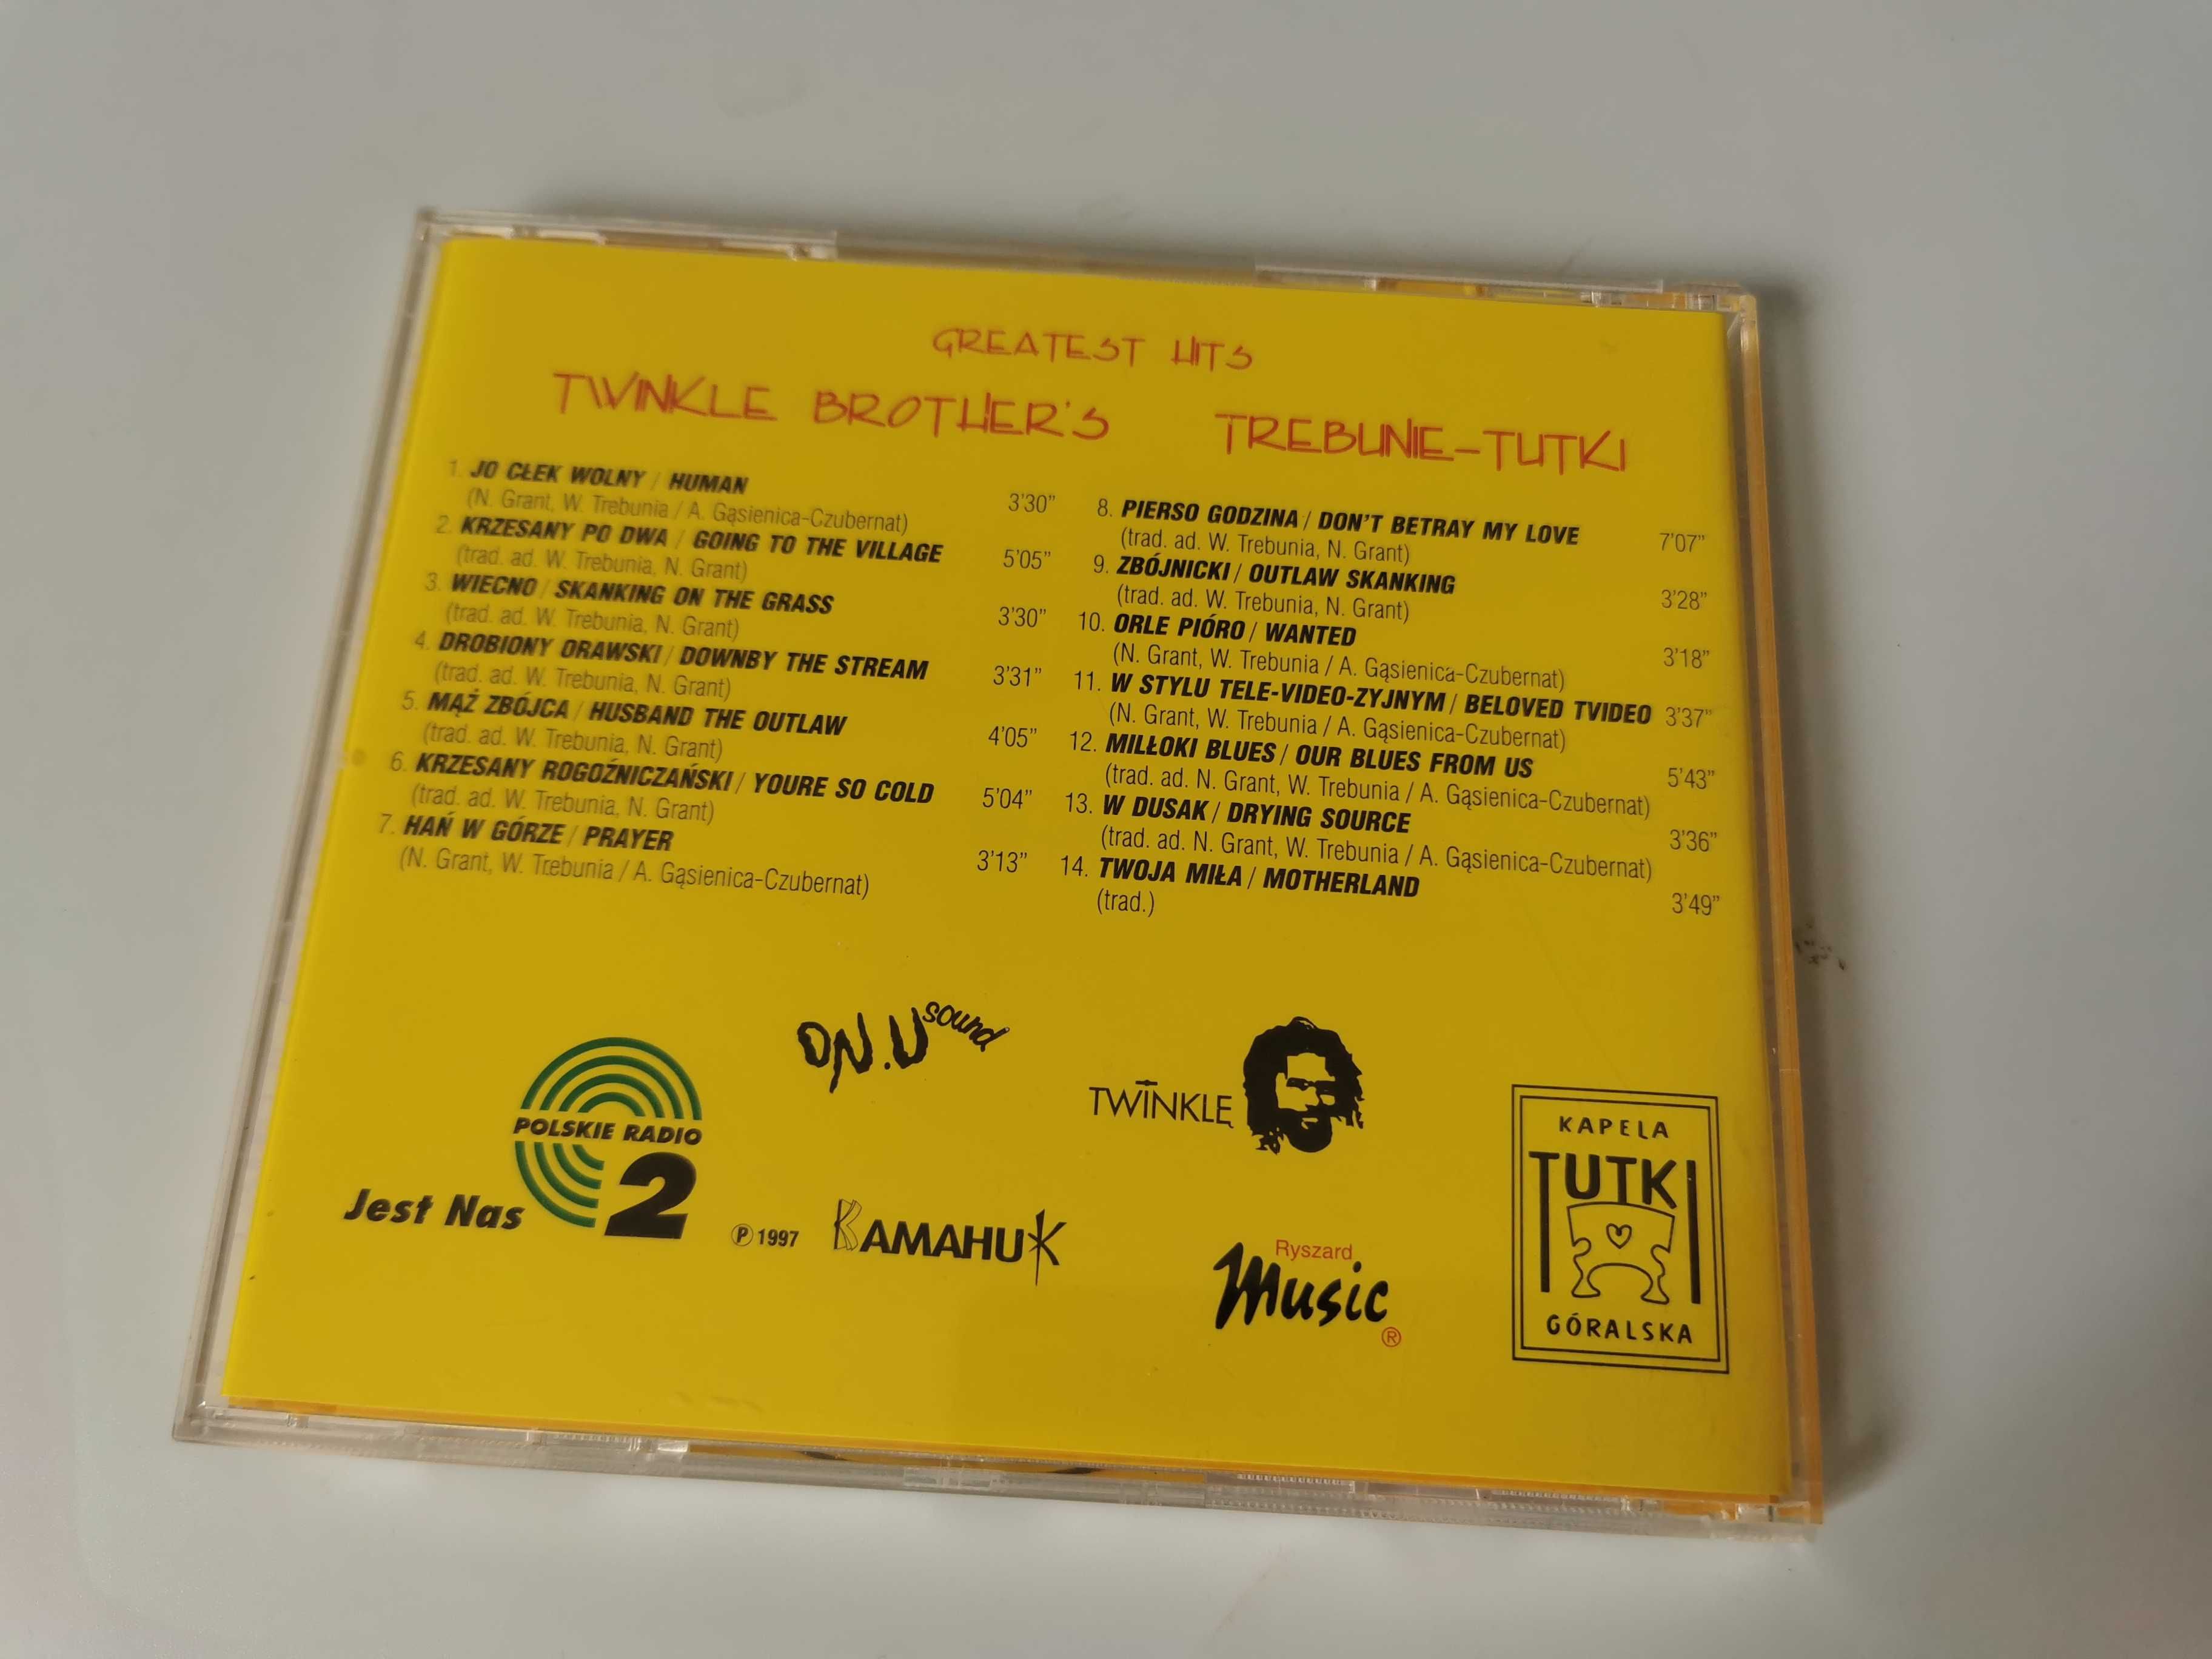 GREATEST HITS
TWINKLE BROTHER'S TREBUNIE-TUTKI
1. JO CŁEK WOLNY / HUMAN 3'30"
(N. Grant, W. Trebunia / A. Gąsienica-Czubernat)
2. KRZESANY PO DWA / GOING TO THE VILLAGE 5'05"
(trad. ad. W. Trebunia, N. Grant)
3. WIECNO / SKANKING ON THE GRASS 3'30"
(trad. ad. W. Trebunia, N. Grant)
4. DROBIONY ORAWSKI / DOWNBY THE STREAM 3'31"
(trad. ad. W. Trebunia, N. Grant)
5. MĄŻ ZBÓJCA / HUSBAND THE OUTLAW 4'05"
(trad. ad. W. Trebunia, N. Grant)
6. KRZESANY ROGOŹNICZAŃSKI / YOURE SO COLD 5'04"
(trad. ad. W. Trebunia, N. Grant)
7. HAŃ W GÓRZE / PRAYER 3'13"
(N. Grant, W. Trebunia / A. Gąsienica-Czubernat)
8. PIERSO GODZINA / DON'T BETRAY MY LOVE 7'07"
(trad. ad. W. Trebunia, N. Grant)
9. ZBÓJNICKI / OUTLAW SKANKING 3'28"
(trad. ad. W. Trebunia, N. Grant)
10. ORLE PIÓRO / WANTED 3'18"
(N. Grant, W. Trebunia / A. Gąsienica-Czubernat)
11. W STYLU TELE-VIDEO-ZYJNYM / BELOVED TVIDEO 3'37"
(N. Grant, W. Trebunia / A. Gąsienica-Czubernat)
12. MILŁOKI BLUES / OUR BLUES FROM US 5'43"
(trad. ad. N. Grant, W. Trebunia / A. Gąsienica-Czubernat)
13. W DUSAK / DRYING SOURCE 3'36"
(trad. ad. N. Grant, W. Trebunia / A. Gąsienica-Czubernat)
14. TWOJA MIŁA / MOTHERLAND 3'49"
(trad.)
ON.U sound
TWINKLE
POLSKIE RADIO
2
Jest Nas
℗ 1997
KAMAHUK
Ryszard
Music
®
KAPELA
TUTKI
GÓRALSKA